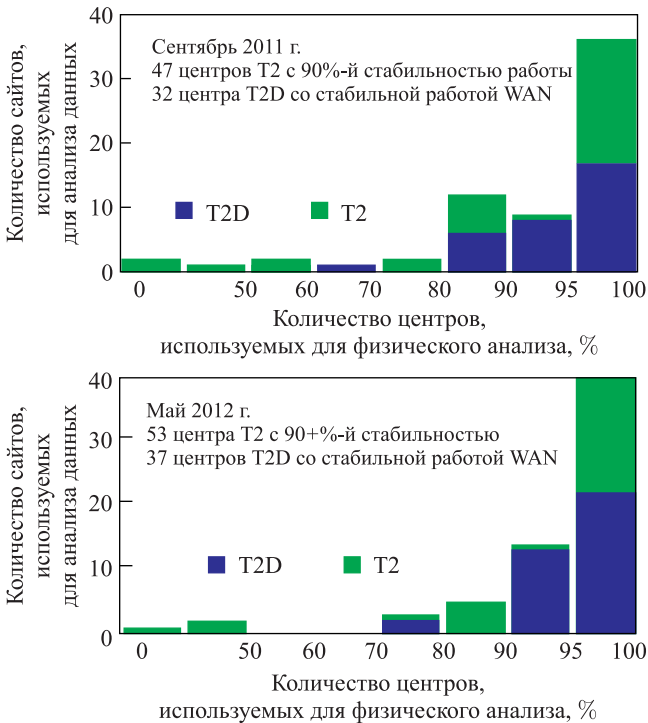 Количество сайтов,
используемых
для анализа данных
40
30
20
10
0
Сентябрь 2011 г.
47 центров T2 с 90%-й стабильностью работы
32 центра T2D со стабильной работой WAN
T2D T2
0 50 60 70 80 90 95 100
Количество центров,
используемых для физического анализа, %
Количество сайтов,
используемых
для анализа данных
40
30
20
10
0
Май 2012 г.
53 центра T2 с 90+%-й стабильностью
37 центров T2D со стабильной работой WAN
T2D T2
0 50 60 70 80 90 95 100
Количество центров,
используемых для физического анализа, %